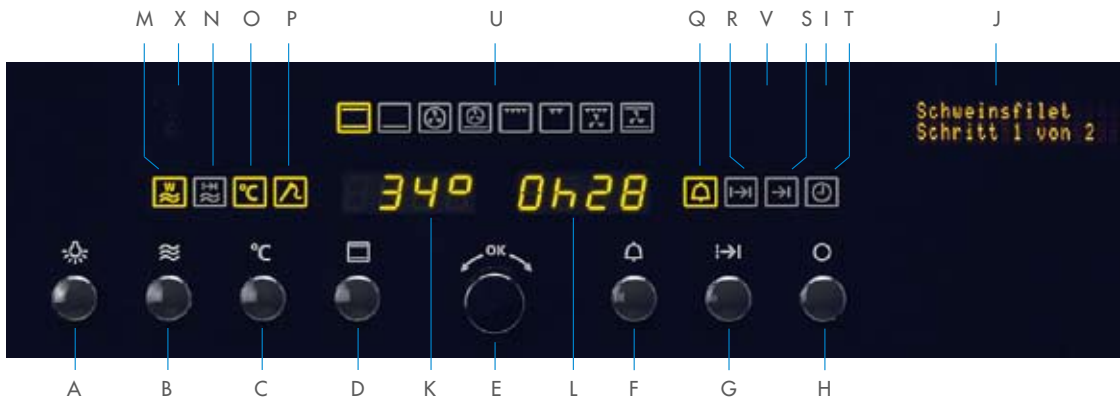 M X N O P U Q R V S I T J
Schweinsfilet
Schritt 1 von 2
W °C
34° 0h28
°C OK
A B C D K E L F G H